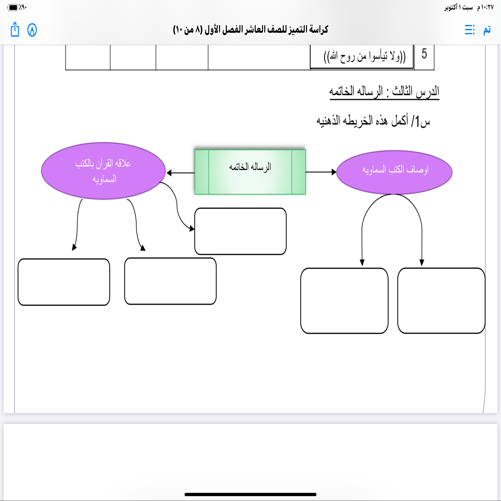 ١٠:٢٧ م سبت ١ أكتوبر
٩٠٪
تم
كراسة التميز للصف العاشر الفصل الأول (٨ من ١٠)
5
((ولا تيأسوا من روح الله))
الدرس الثالث : الرساله الخاتمه
س1/ أكمل هذه الخريطه الذهنيه
اوصاف الكتب السماويه
الرساله الخاتمه
علاقه القرآن بالكتب
السماويه